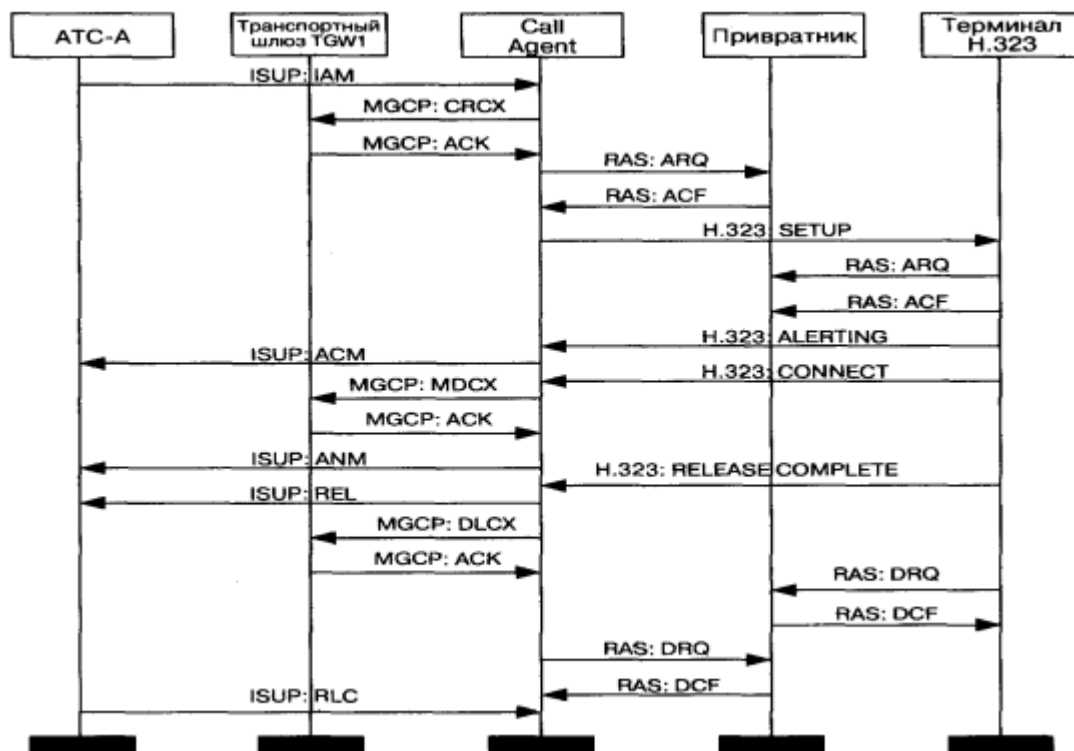 АТС-А
Транспортный
шлюз TGW1
Call
Agent
Привратник
Терминал
H.323
ISUP: IAM
MGCP: CRCX
MGCP: ACK
RAS: ARQ
RAS: ACF
H.323: SETUP
RAS: ARQ
RAS: ACF
H.323: ALERTING
ISUP: ACM
H.323: CONNECT
MGCP: MDCX
MGCP: ACK
ISUP: ANM
H.323: RELEASE COMPLETE
ISUP: REL
MGCP: DLCX
MGCP: ACK
RAS: DRQ
RAS: DCF
RAS: DRQ
RAS: DCF
ISUP: RLC